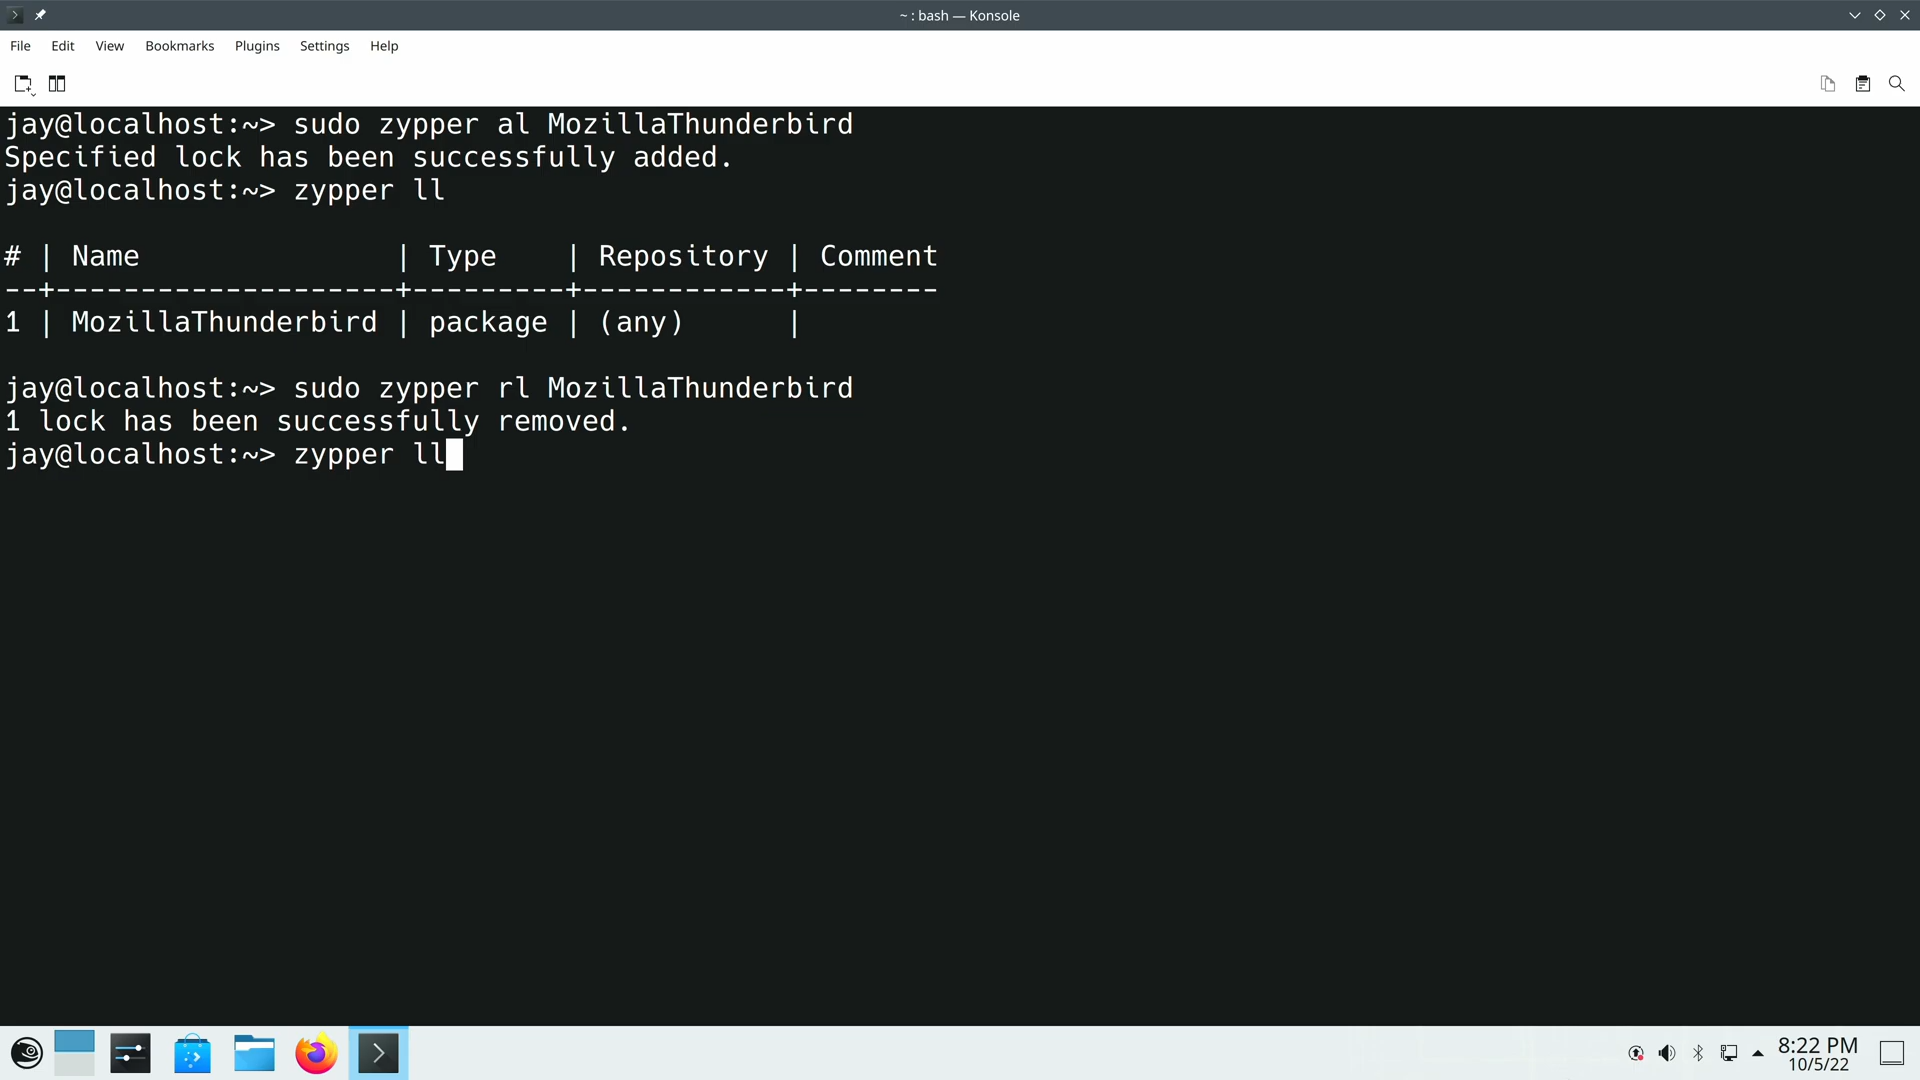 ~ : bash — Konsole
File Edit View Bookmarks Plugins Settings Help
jay@localhost:~> sudo zypper al MozillaThunderbird
Specified lock has been successfully added.
jay@localhost:~> zypper ll
# | Name               | Type    | Repository | Comment
--+--------------------+---------+------------+--------
1 | MozillaThunderbird | package | (any)      |
jay@localhost:~> sudo zypper rl MozillaThunderbird
1 lock has been successfully removed.
jay@localhost:~> zypper ll
8:22 PM
10/5/22